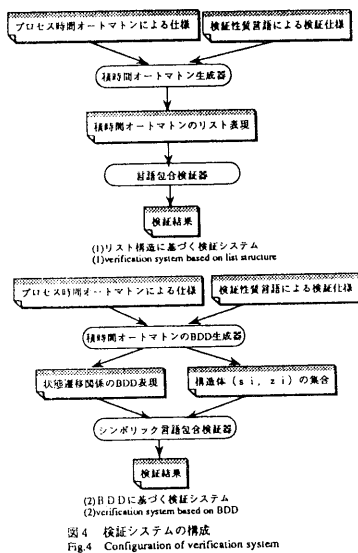 プロセス時間オートマトンによる仕様
検証性質言語による検証仕様
積時間オートマトン生成器
積時間オートマトンのリスト表現
言語包合検証器
検証結果
(1)リスト構造に基づく検証システム
(1)verification system based on list structure
プロセス時間オートマトンによる仕様
検証性質言語による検証仕様
積時間オートマトンのBDD生成器
状態遷移関係のBDD表現
構造体(si, zi)の集合
シンボリック言語包合検証器
検証結果
(2)BDDに基づく検証システム
(2)verification system based on BDD
図4 検証システムの構成
Fig.4 Configuration of verification system